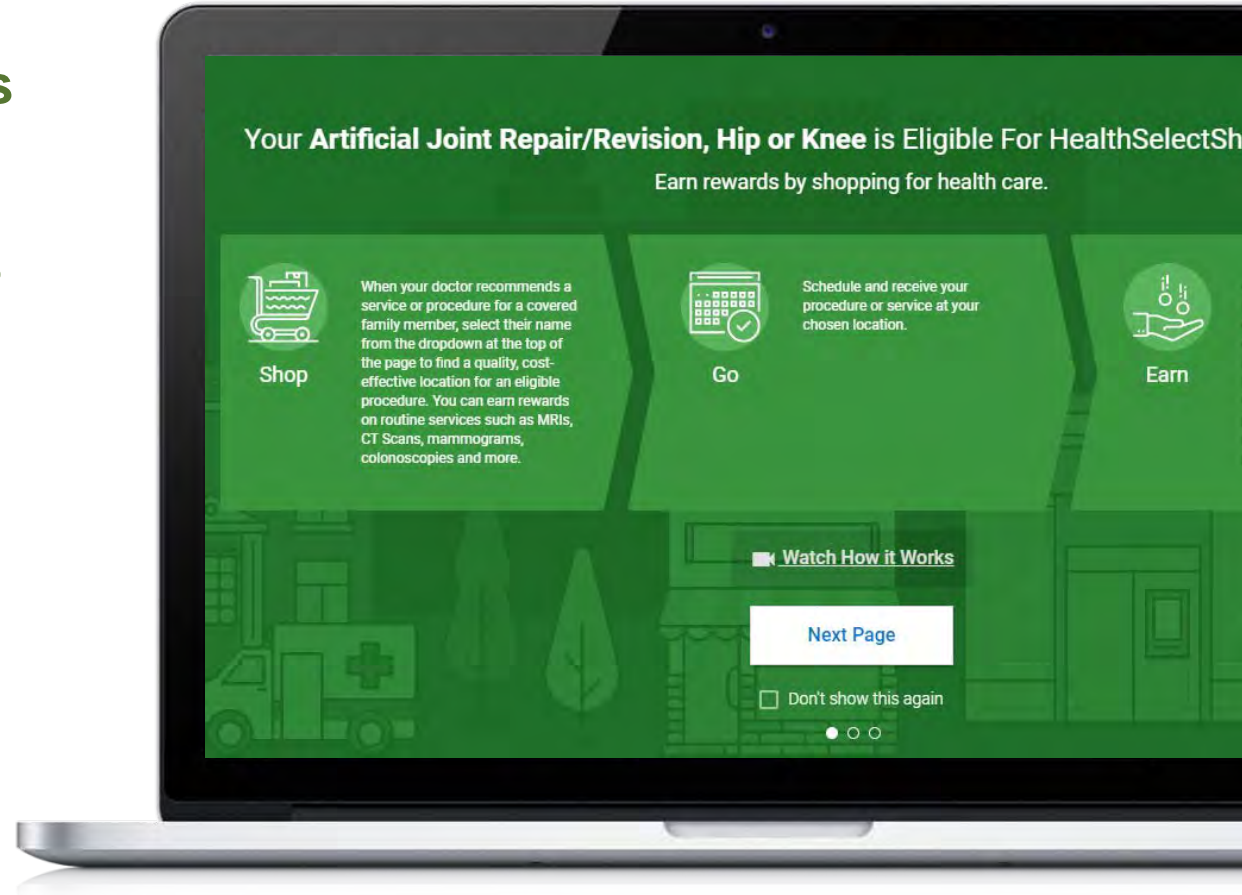 s
Your Artificial Joint Repair/Revision, Hip or Knee is Eligible For HealthSelectSh
Earn rewards by shopping for health care.
Shop
When your doctor recommends a
service or procedure for a covered
family member, select their name
from the dropdown at the top of
the page to find a quality, cost-
effective location for an eligible
procedure. You can earn rewards
on routine services such as MRIs,
CT Scans, mammograms,
colonoscopies and more.
Go
Schedule and receive your
procedure or service at your
chosen location.
Earn
Watch How it Works
Next Page
Don't show this again